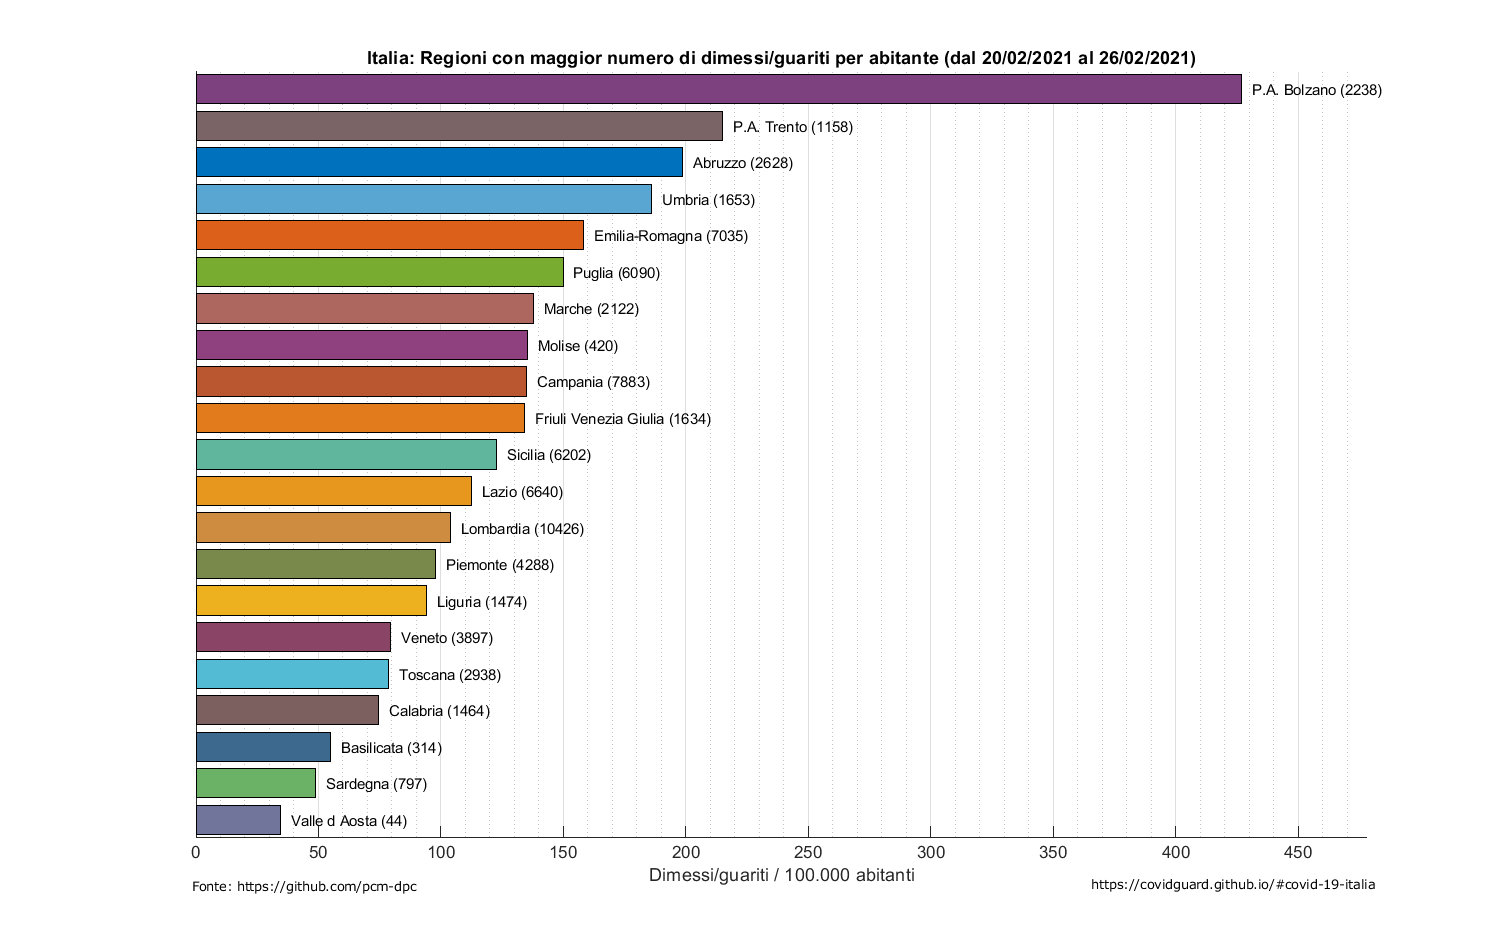 Italia: Regioni con maggior numero di dimessi/guariti per abitante (dal 20/02/2021 al 26/02/2021)
P.A. Bolzano (2238)
P.A. Trento (1158)
Abruzzo (2628)
Umbria (1653)
Emilia-Romagna (7035)
Puglia (6090)
Marche (2122)
Molise (420)
Campania (7883)
Friuli Venezia Giulia (1634)
Sicilia (6202)
Lazio (6640)
Lombardia (10426)
Piemonte (4288)
Liguria (1474)
Veneto (3897)
Toscana (2938)
Calabria (1464)
Basilicata (314)
Sardegna (797)
Valle d Aosta (44)
0 50 100 150 200 250 300 350 400 450
Dimessi/guariti / 100.000 abitanti
Fonte: https://github.com/pcm-dpc
https://covidguard.github.io/#covid-19-italia